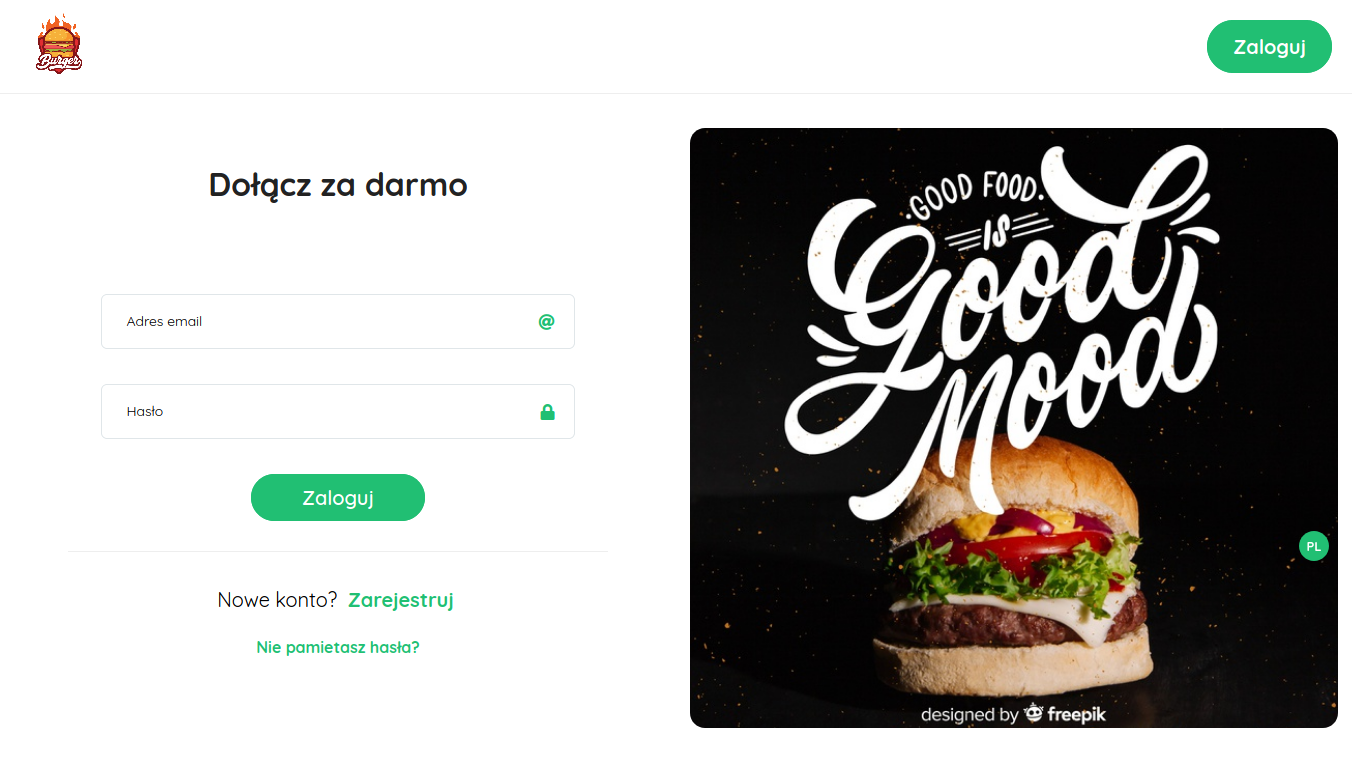 Burger
Zaloguj
Dołącz za darmo
Adres email
@
Hasło
Zaloguj
Nowe konto? Zarejestruj
Nie pamietasz hasła?
GOOD FOOD
IS
Good
Mood
PL
designed by freepik